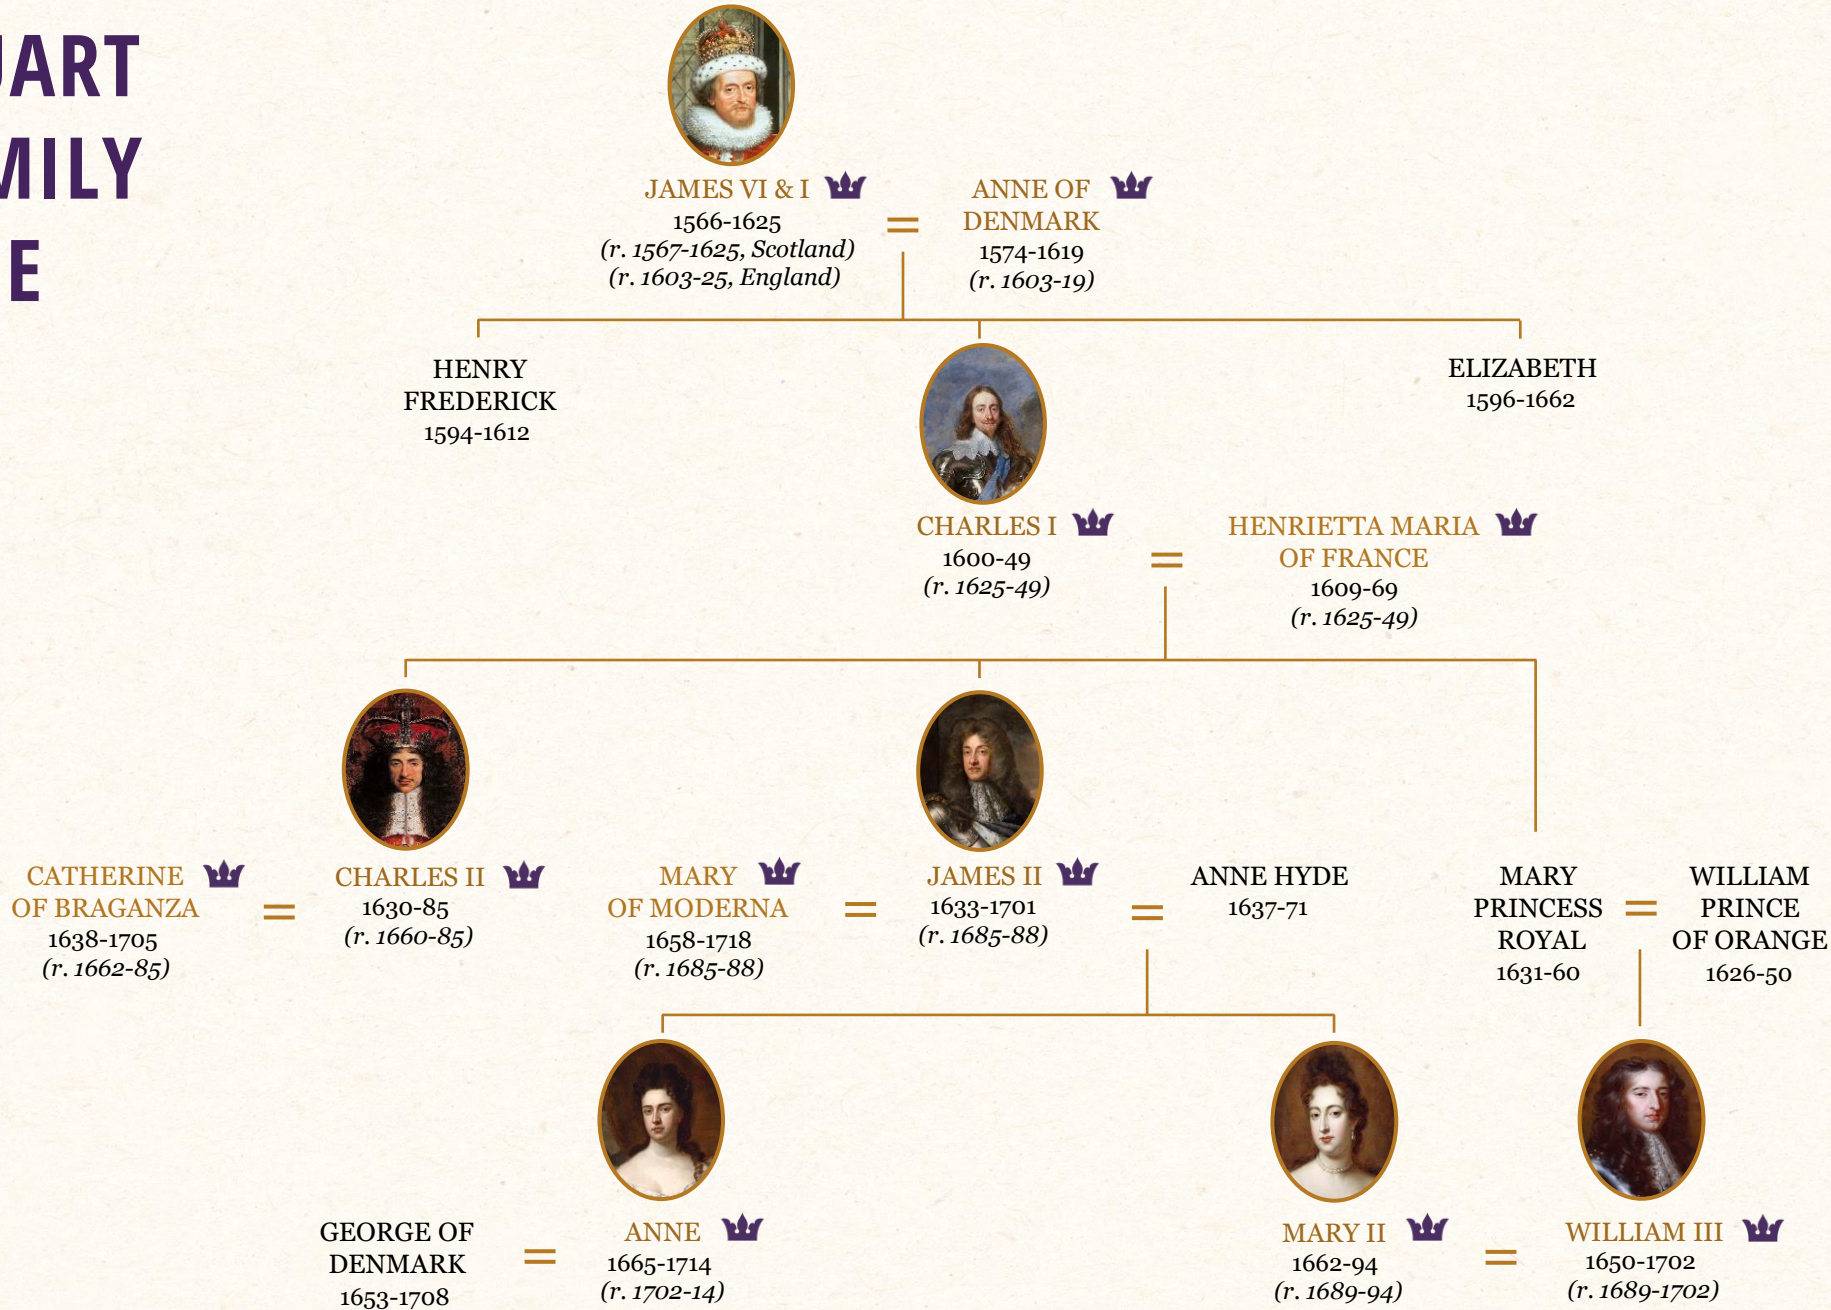 UART
MILY
E
JAMES VI & I
1566-1625
(r. 1567-1625, Scotland)
(r. 1603-25, England)
=
ANNE OF
DENMARK
1574-1619
(r. 1603-19)
HENRY
FREDERICK
1594-1612
ELIZABETH
1596-1662
CHARLES I
1600-49
(r. 1625-49)
=
HENRIETTA MARIA
OF FRANCE
1609-69
(r. 1625-49)
CATHERINE
OF BRAGANZA
1638-1705
(r. 1662-85)
=
CHARLES II
1630-85
(r. 1660-85)
MARY
OF MODERNA
1658-1718
(r. 1685-88)
=
JAMES II
1633-1701
(r. 1685-88)
=
ANNE HYDE
1637-71
MARY
PRINCESS
ROYAL
1631-60
=
WILLIAM
PRINCE
OF ORANGE
1626-50
GEORGE OF
DENMARK
1653-1708
=
ANNE
1665-1714
(r. 1702-14)
MARY II
1662-94
(r. 1689-94)
=
WILLIAM III
1650-1702
(r. 1689-1702)